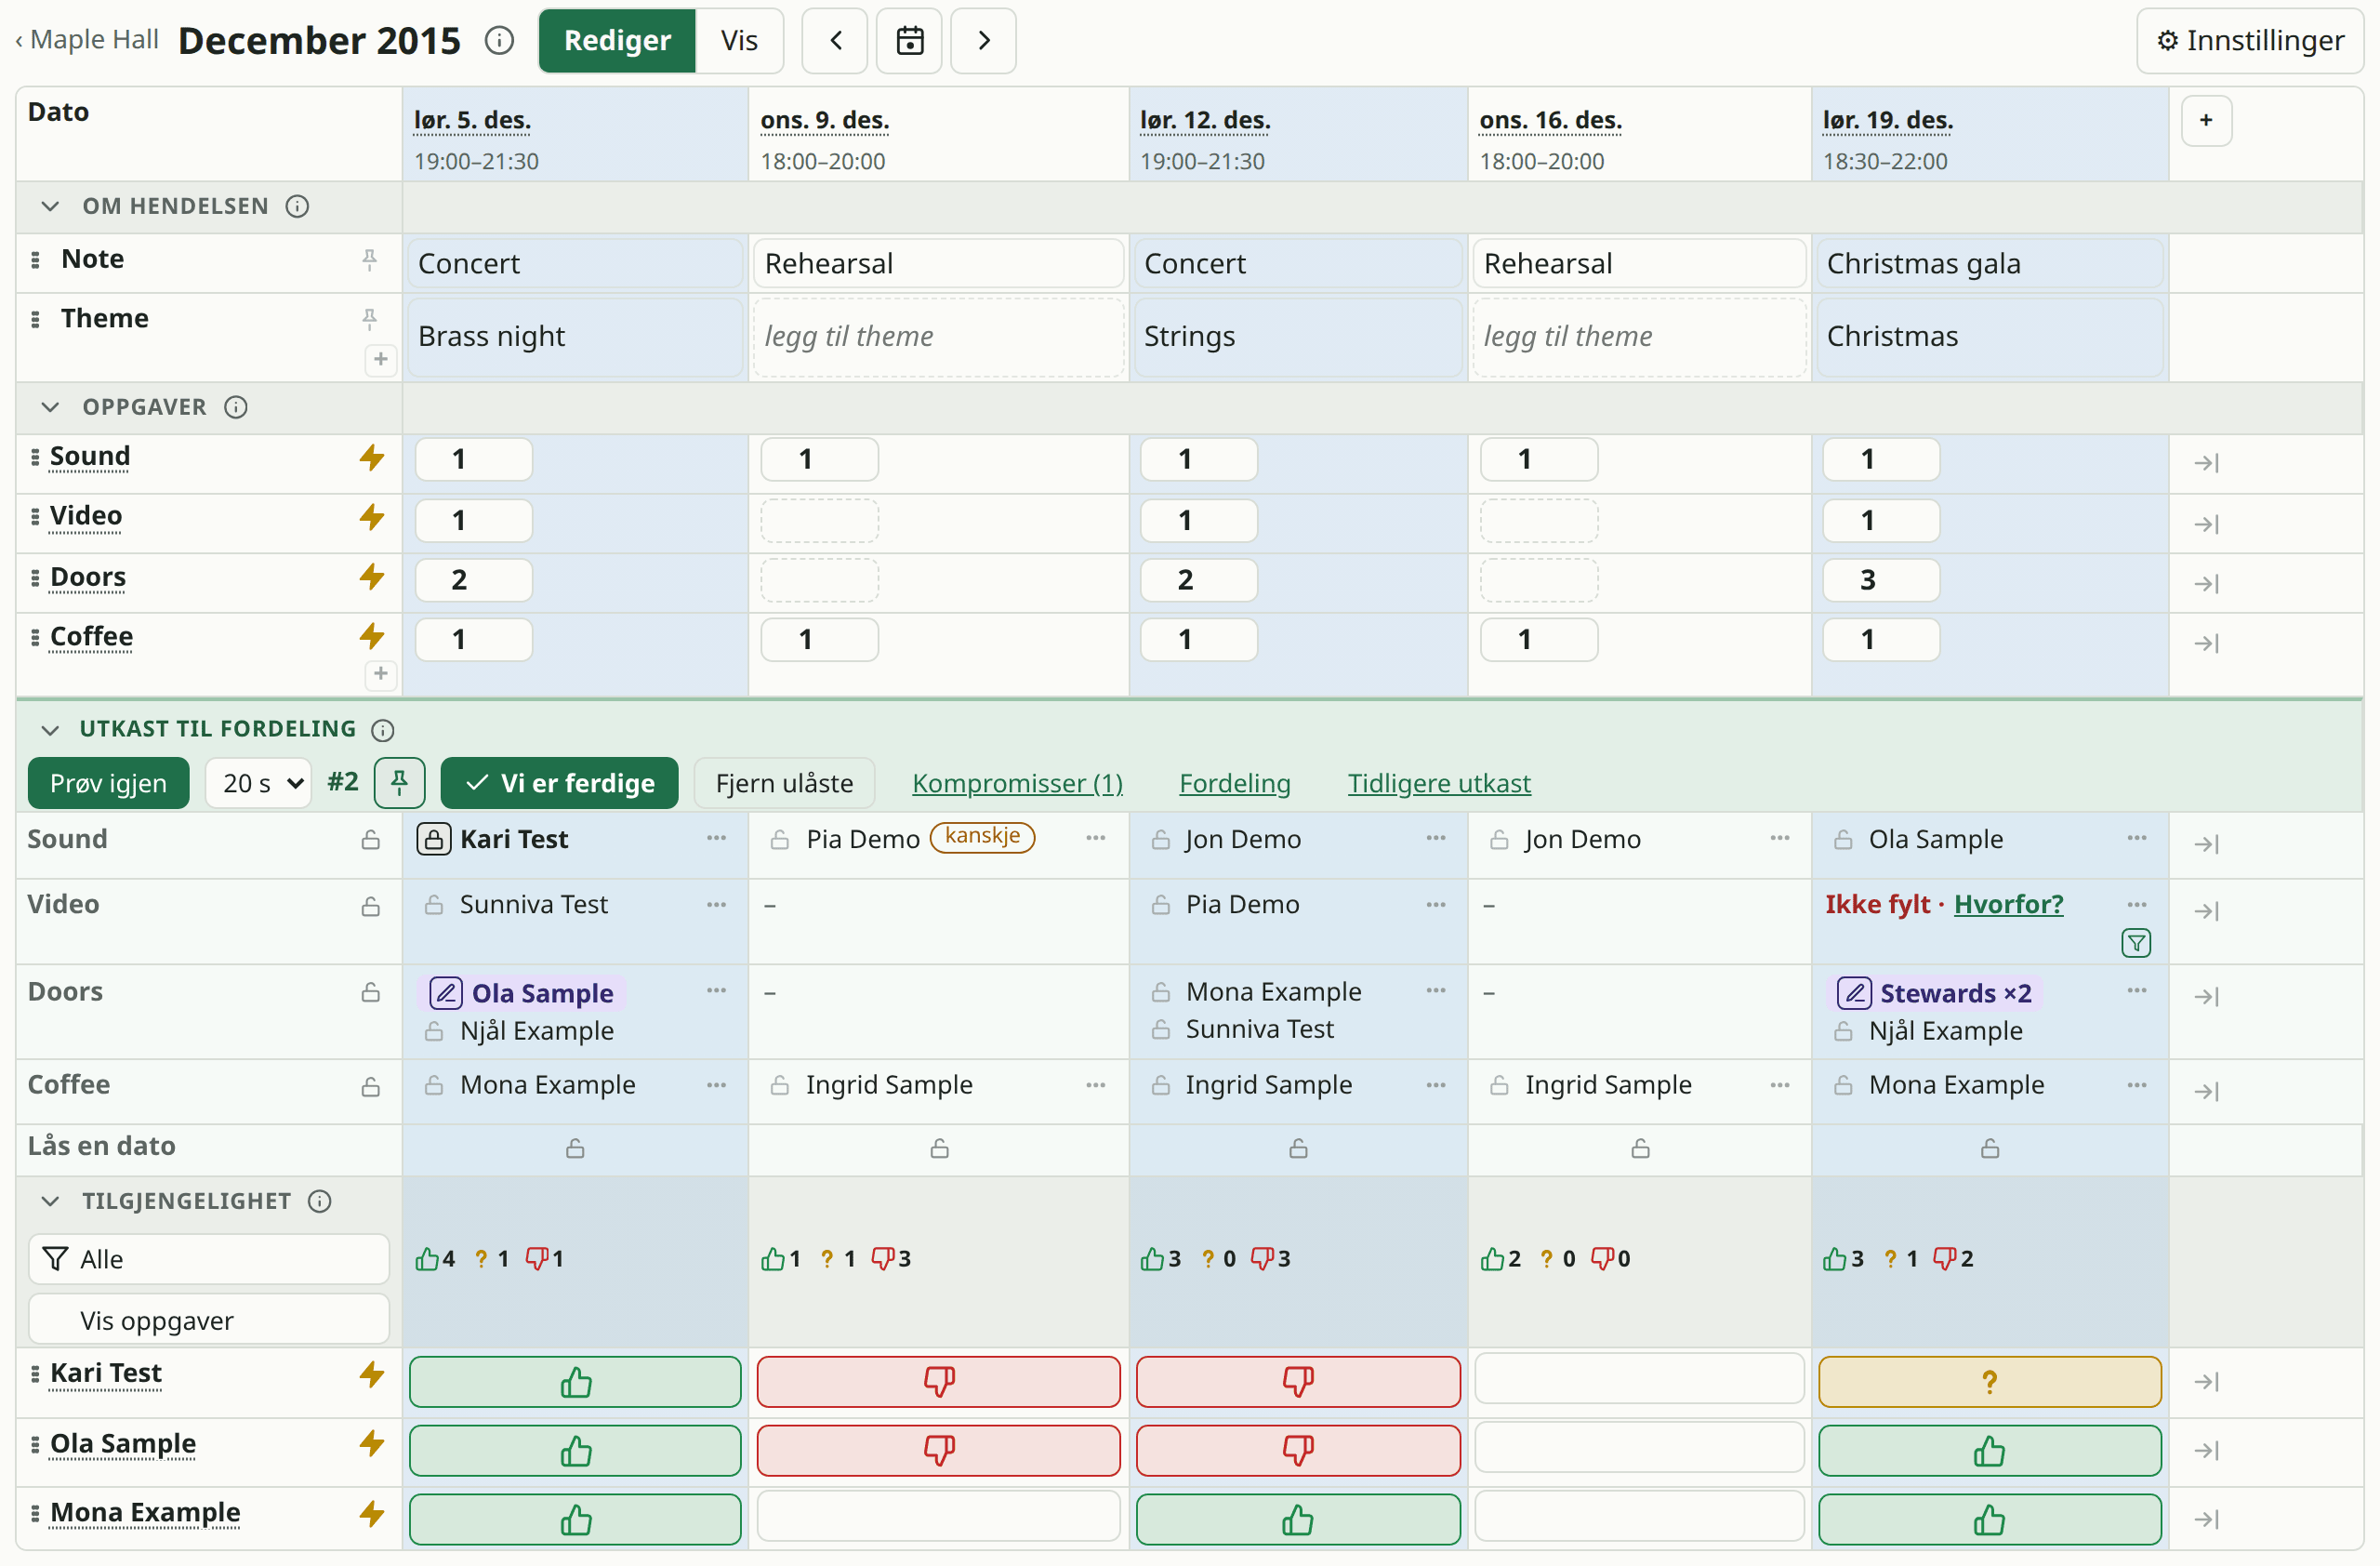 ‹ Maple Hall December 2015 Rediger Vis ⚙ Innstillinger
Dato lør. 5. des. ons. 9. des. lør. 12. des. ons. 16. des. lør. 19. des. +
19:00–21:30 18:00–20:00 19:00–21:30 18:00–20:00 18:30–22:00
OM HENDELSEN
Note Concert Rehearsal Concert Rehearsal Christmas gala
Theme Brass night legg til theme Strings legg til theme Christmas
+
OPPGAVER
Sound 1 1 1 1 1
Video 1 1 1
Doors 2 2 3
Coffee 1 1 1 1 1
+
UTKAST TIL FORDELING
Prøv igjen 20 s #2 Vi er ferdige Fjern ulåste Kompromisser (1) Fordeling Tidligere utkast
Sound Kari Test Pia Demo kanskje Jon Demo Jon Demo Ola Sample
Video Sunniva Test – Pia Demo – Ikke fylt · Hvorfor?
Doors Ola Sample – Mona Example – Stewards ×2
Njål Example Sunniva Test Njål Example
Coffee Mona Example Ingrid Sample Ingrid Sample Ingrid Sample Mona Example
Lås en dato
TILGJENGELIGHET
Alle 4 ? 1 1 1 ? 1 3 3 ? 0 3 2 ? 0 0 3 ? 1 2
Vis oppgaver
Kari Test ?
Ola Sample
Mona Example